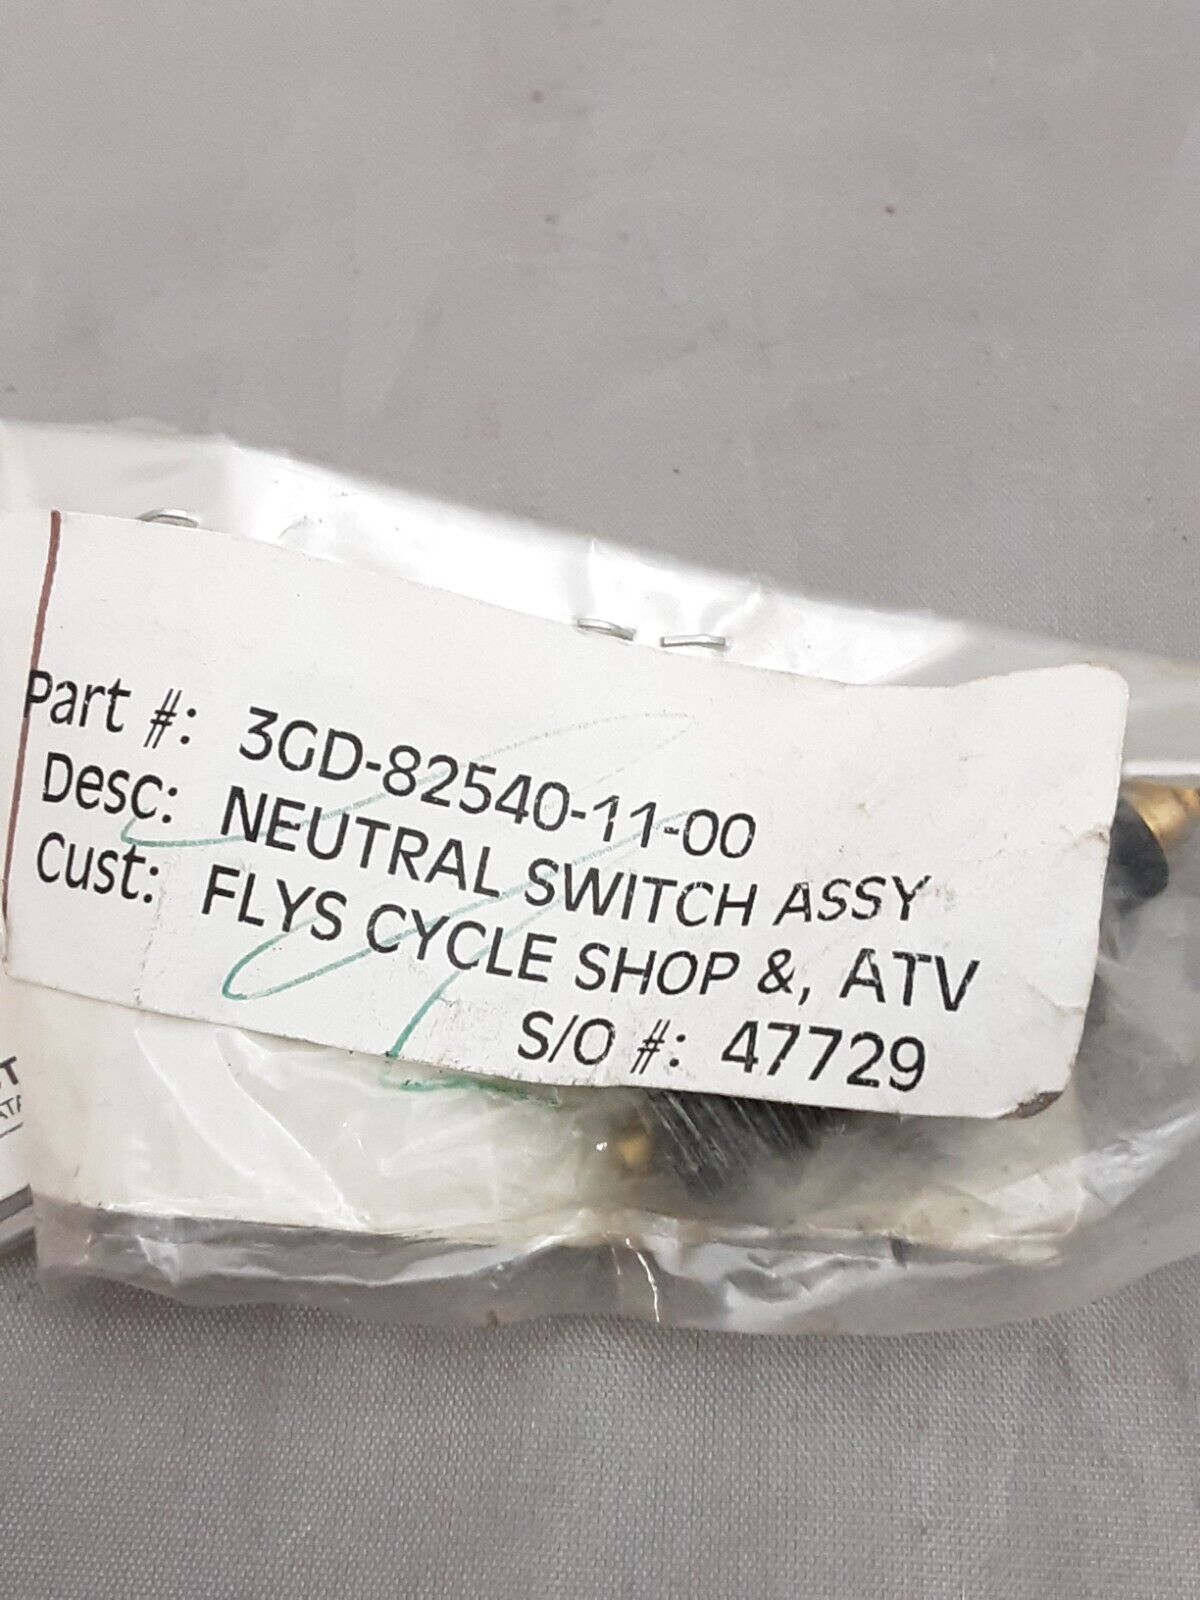 Part #: 3GD-82540-11-00
Desc: NEUTRAL SWITCH ASSY
Cust: FLYS CYCLE SHOP &, ATV
S/O #: 47729